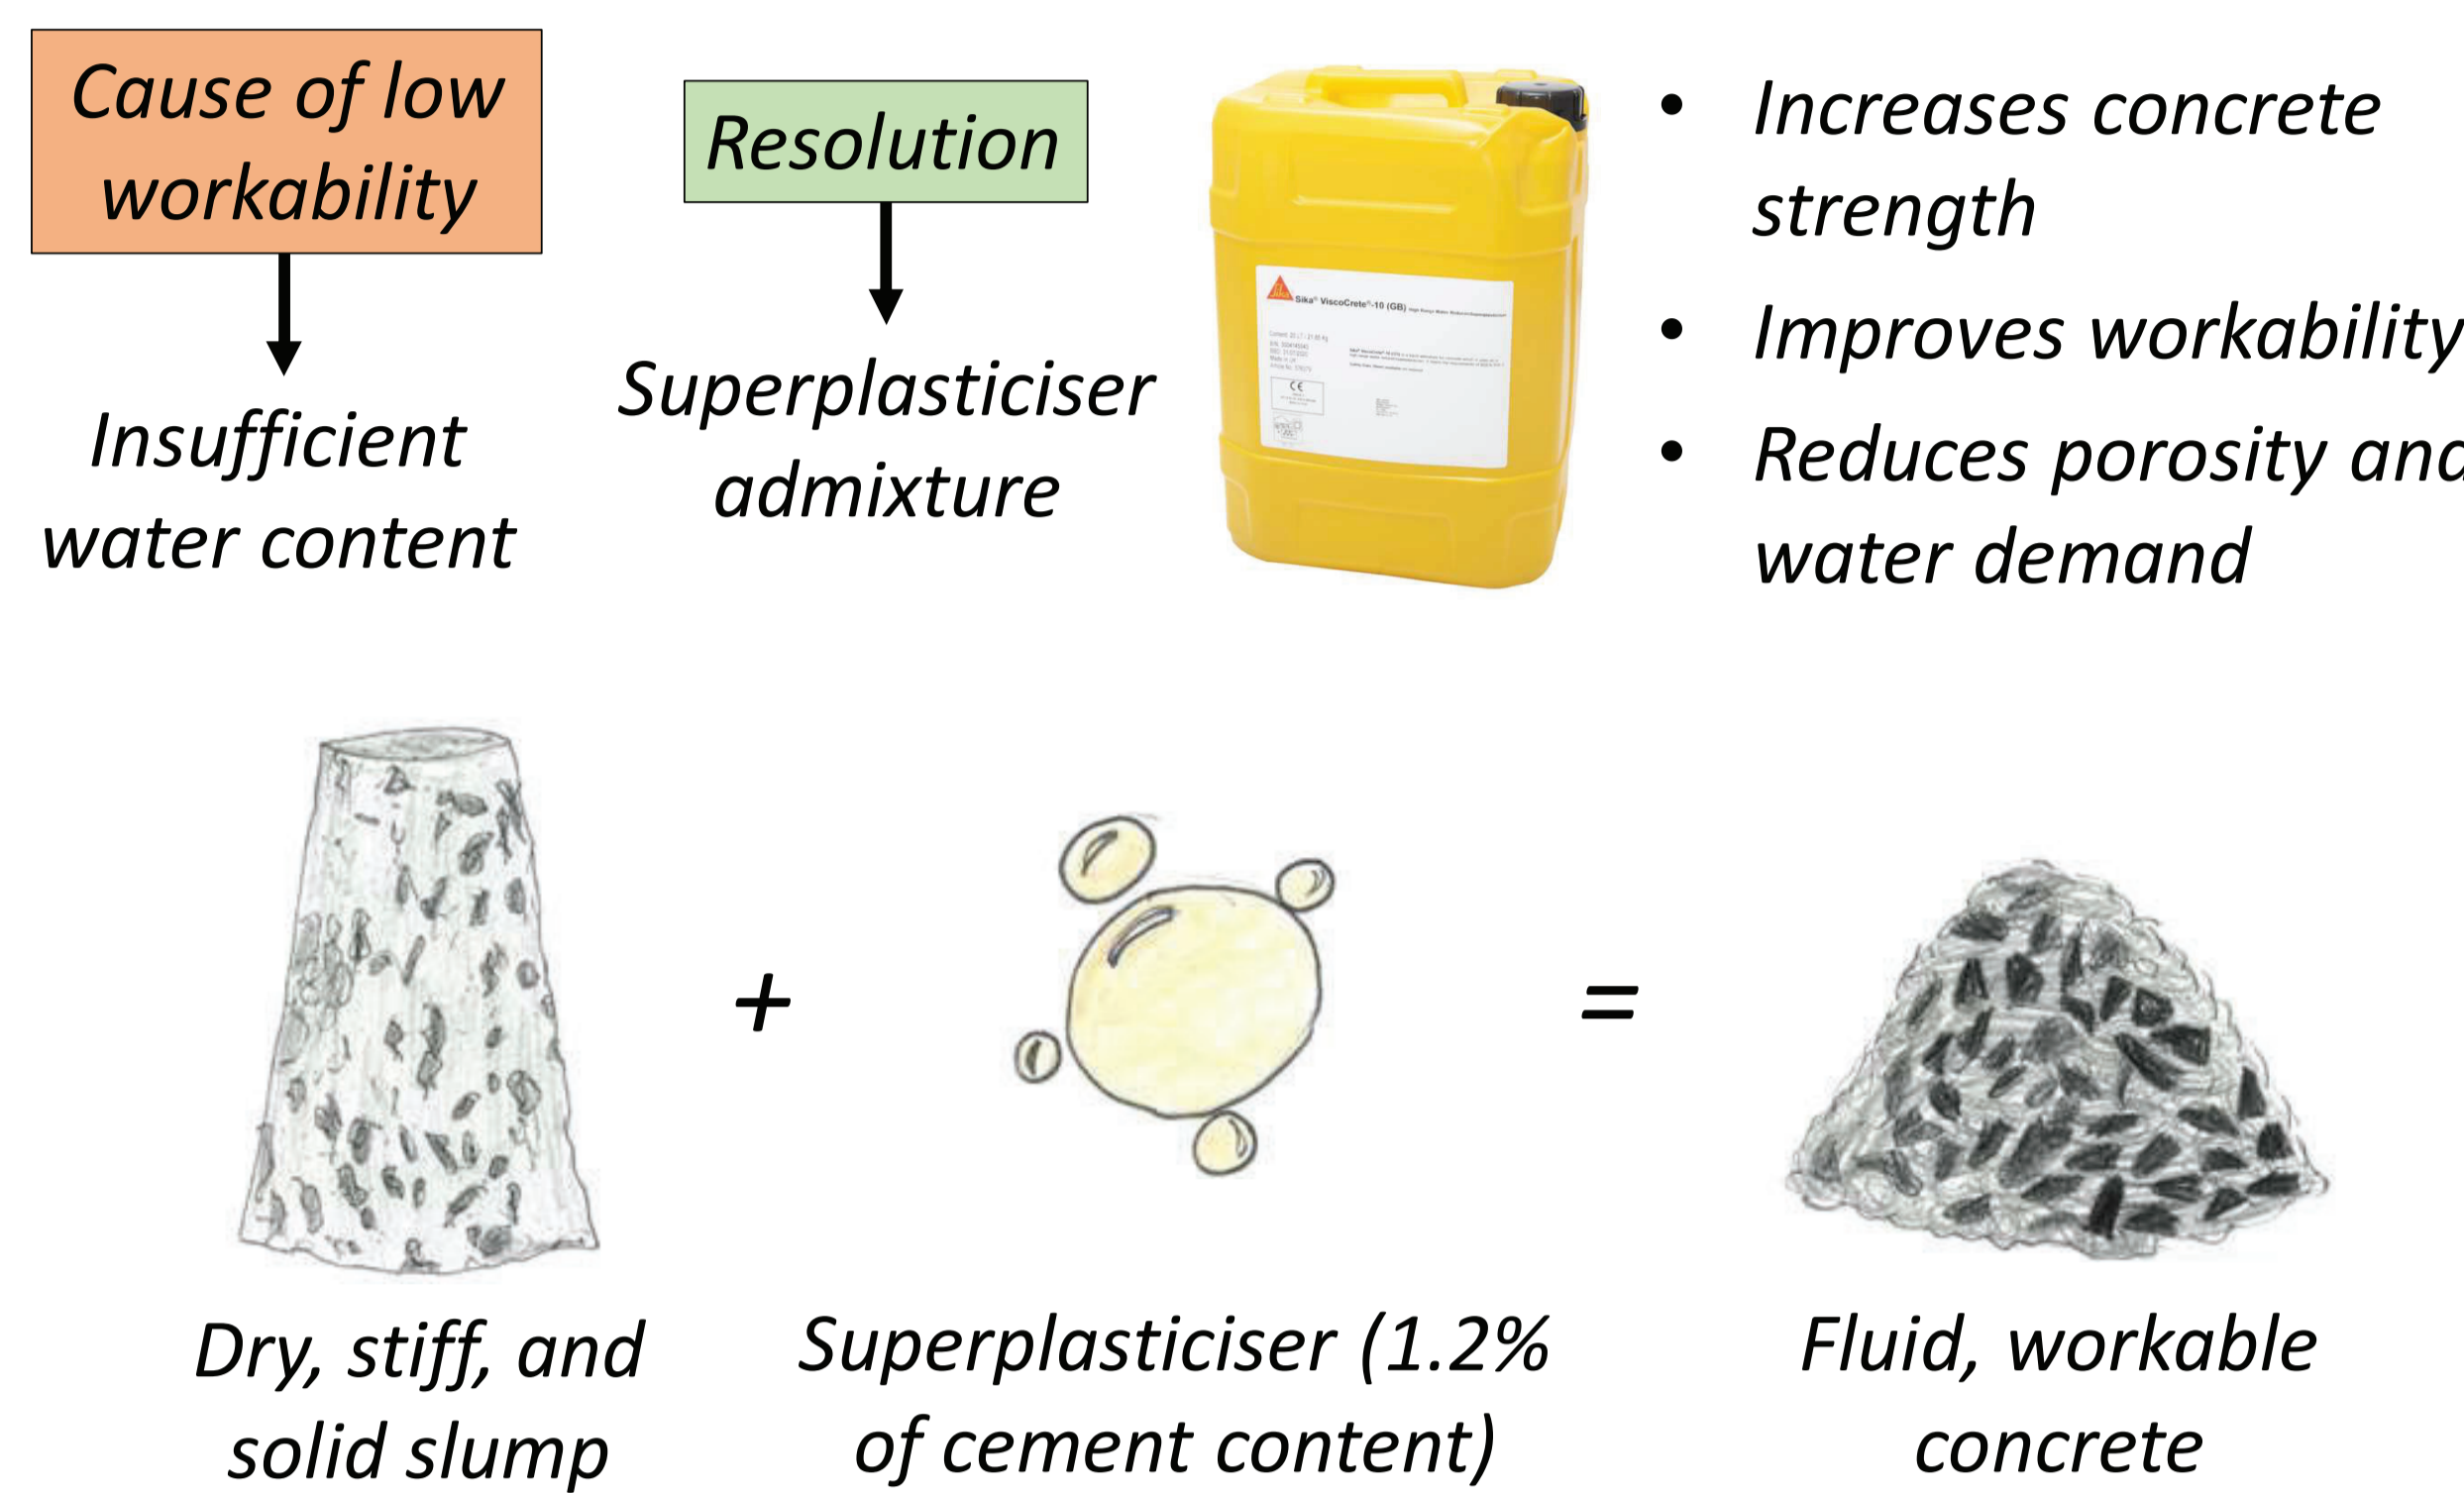 Cause of low
workability
Insufficient
water content
Resolution
Superplasticiser
admixture
Sika® ViscoCrete®-10 (GB)
• Increases concrete
strength
• Improves workability
• Reduces porosity and
water demand
+
=
Dry, stiff, and
solid slump
Superplasticiser (1.2%
of cement content)
Fluid, workable
concrete